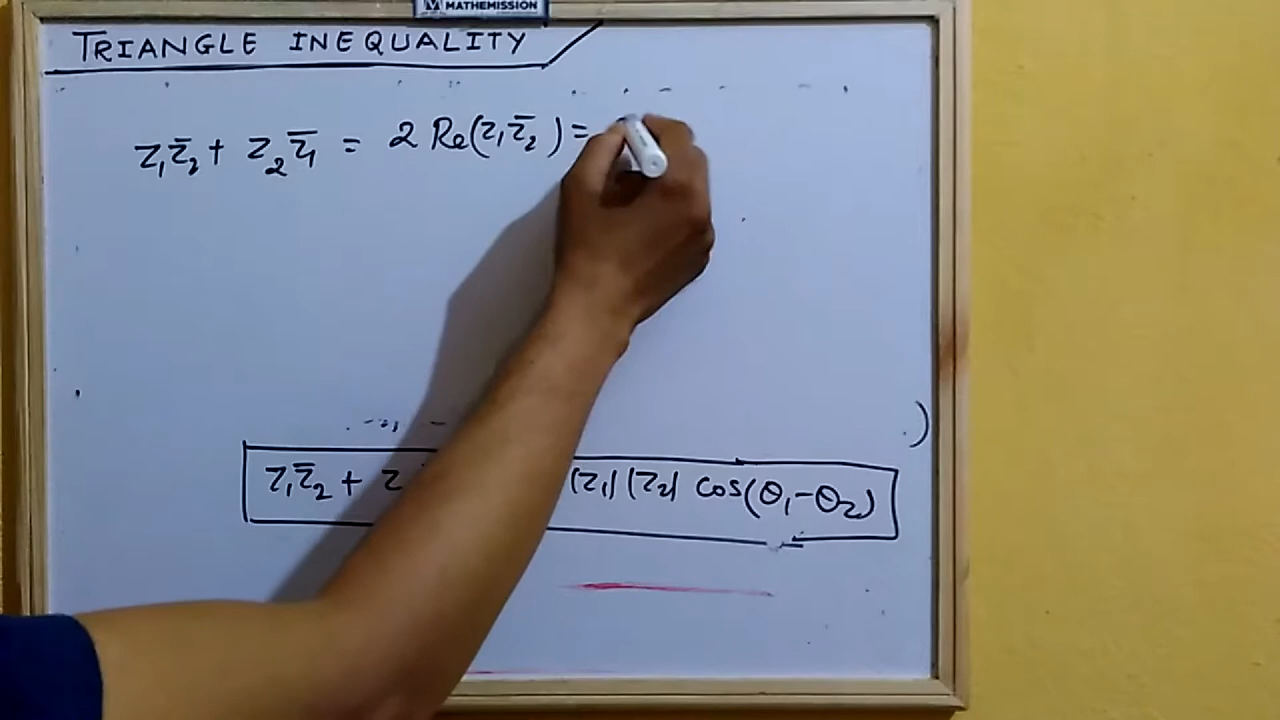 MATHEMISSION
TRIANGLE INEQUALITY
z₁z̄₂ + z₂z̄₁ = 2 Re(z₁z̄₂) =
z₁z̄₂ + z |z₁| |z₂| cos(θ₁-θ₂)